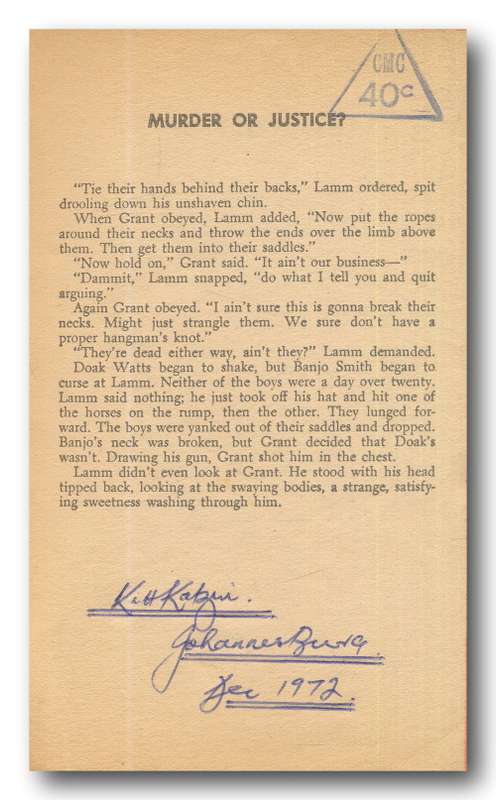 CMC
40c
MURDER OR JUSTICE?
“Tie their hands behind their backs,” Lamm ordered, spit
drooling down his unshaven chin.
When Grant obeyed, Lamm added, “Now put the ropes
around their necks and throw the ends over the limb above
them. Then get them into their saddles.”
“Now hold on,” Grant said. “It ain't our business—”
“Dammit,” Lamm snapped, “do what I tell you and quit
arguing.”
Again Grant obeyed. “I ain't sure this is gonna break their
necks. Might just strangle them. We sure don't have a
proper hangman's knot.”
“They're dead either way, ain't they?” Lamm demanded.
Doak Watts began to shake, but Banjo Smith began to
curse at Lamm. Neither of the boys were a day over twenty.
Lamm said nothing; he just took off his hat and hit one of
the horses on the rump, then the other. They lunged for-
ward. The boys were yanked out of their saddles and dropped.
Banjo's neck was broken, but Grant decided that Doak's
wasn't. Drawing his gun, Grant shot him in the chest.
Lamm didn't even look at Grant. He stood with his head
tipped back, looking at the swaying bodies, a strange, satisfy-
ing sweetness washing through him.
Johannesburg
Dec 1972.